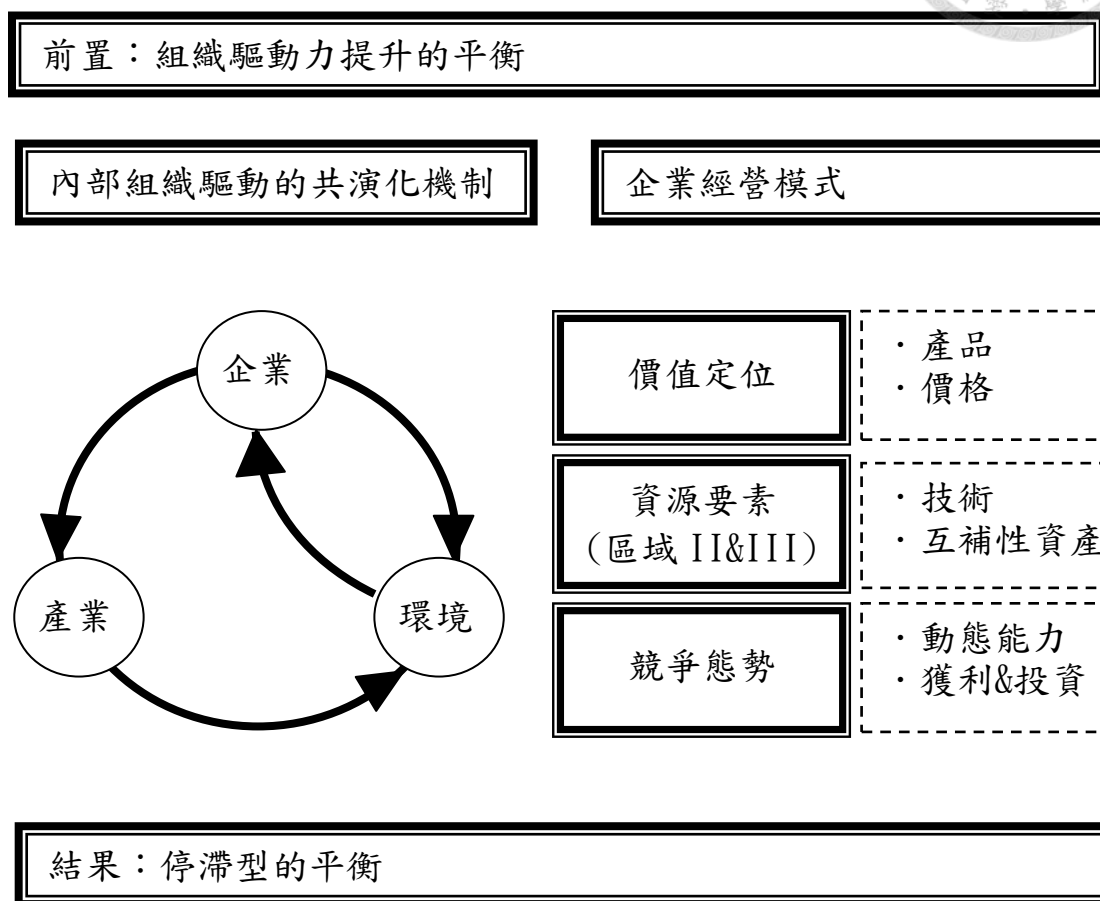 前置：組織驅動力提升的平衡
內部組織驅動的共演化機制
企業經營模式
企業
產業
環境
價值定位
·產品
·價格
資源要素
(區域 II&III)
·技術
·互補性資產
競爭態勢
·動態能力
·獲利&投資
結果：停滯型的平衡